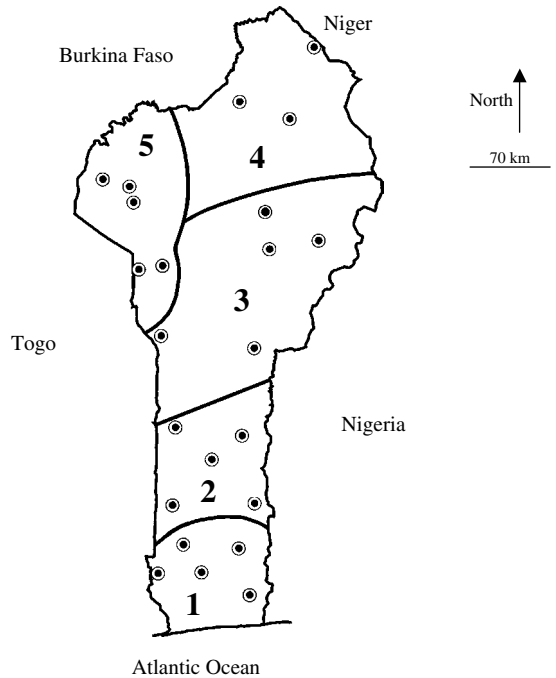 Niger
Burkina Faso
North
5
4
70 km
3
Togo
Nigeria
2
1
Atlantic Ocean